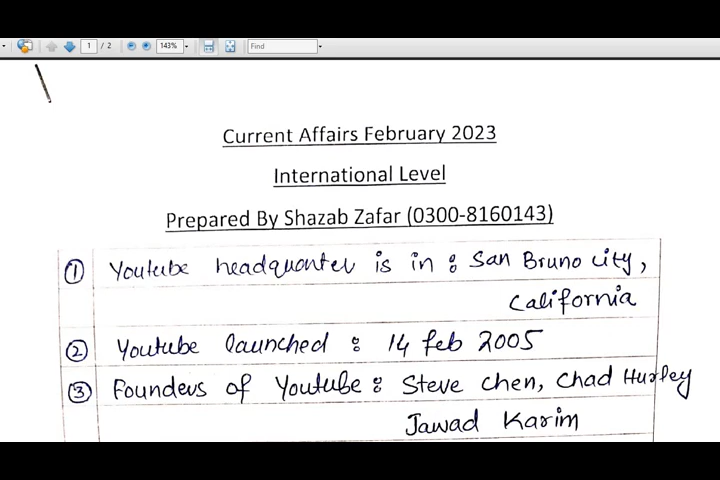 1 / 2 143% Find
Current Affairs February 2023
International Level
Prepared By Shazab Zafar (0300-8160143)
① Youtube headquarter is in : San Bruno city,
California
② Youtube launched : 14 feb 2005
③ Founders of Youtube : Steve Chen, Chad Hurley
Jawad Karim